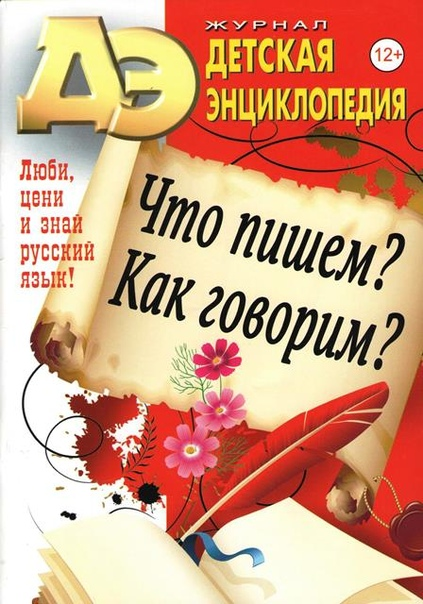 ДЭ
ЖУРНАЛ
ДЕТСКАЯ
ЭНЦИКЛОПЕДИЯ
12+
Люби,
цени
и знай
русский
язык!
Что пишем?
Как говорим?